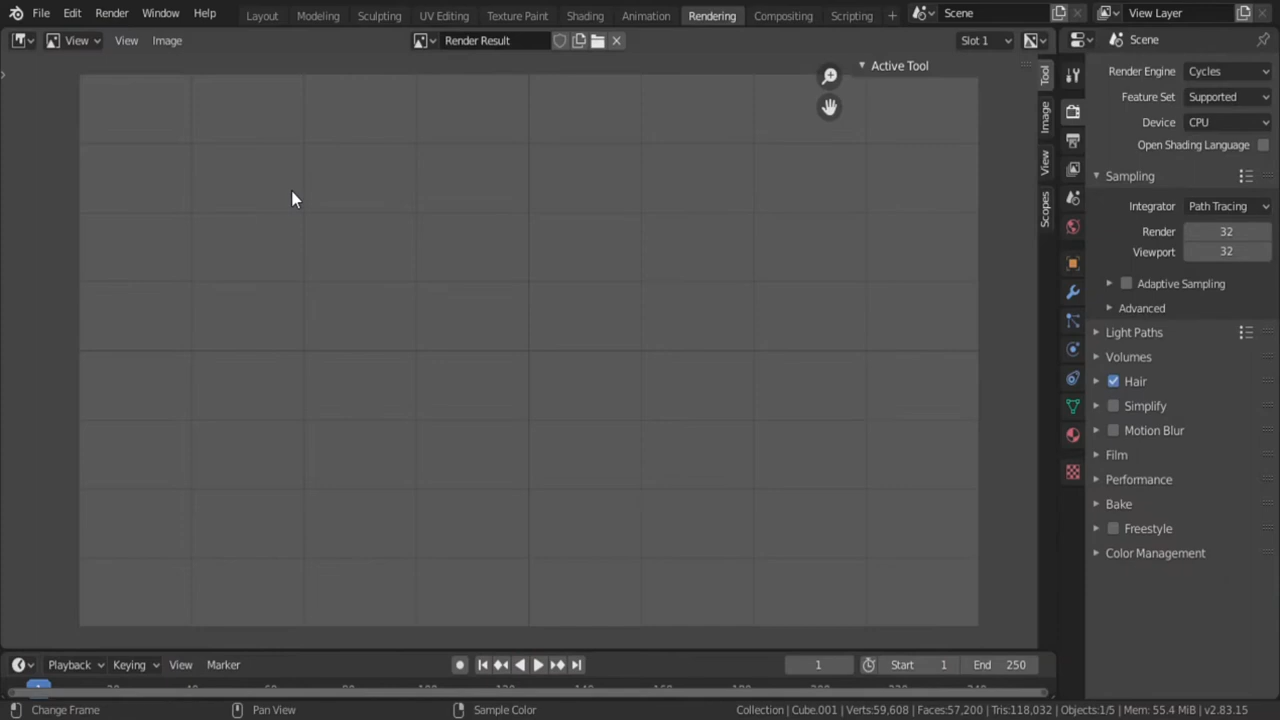 File Edit Render Window Help Layout Modeling Sculpting UV Editing Texture Paint Shading Animation Rendering Compositing Scripting + Scene View Layer
View View Image Render Result Slot 1 Scene
Active Tool
Tool
Image
View
Scopes
Render Engine Cycles
Feature Set Supported
Device CPU
Open Shading Language
Sampling
Integrator Path Tracing
Render 32
Viewport 32
Adaptive Sampling
Advanced
Light Paths
Volumes
Hair
Simplify
Motion Blur
Film
Performance
Bake
Freestyle
Color Management
Playback Keying View Marker 1 Start 1 End 250
1
Change Frame Pan View Sample Color Collection | Cube.001 | Verts:59,608 | Faces:57,200 | Tris:118,032 | Objects:1/5 | Mem: 55.4 MiB | v2.83.15